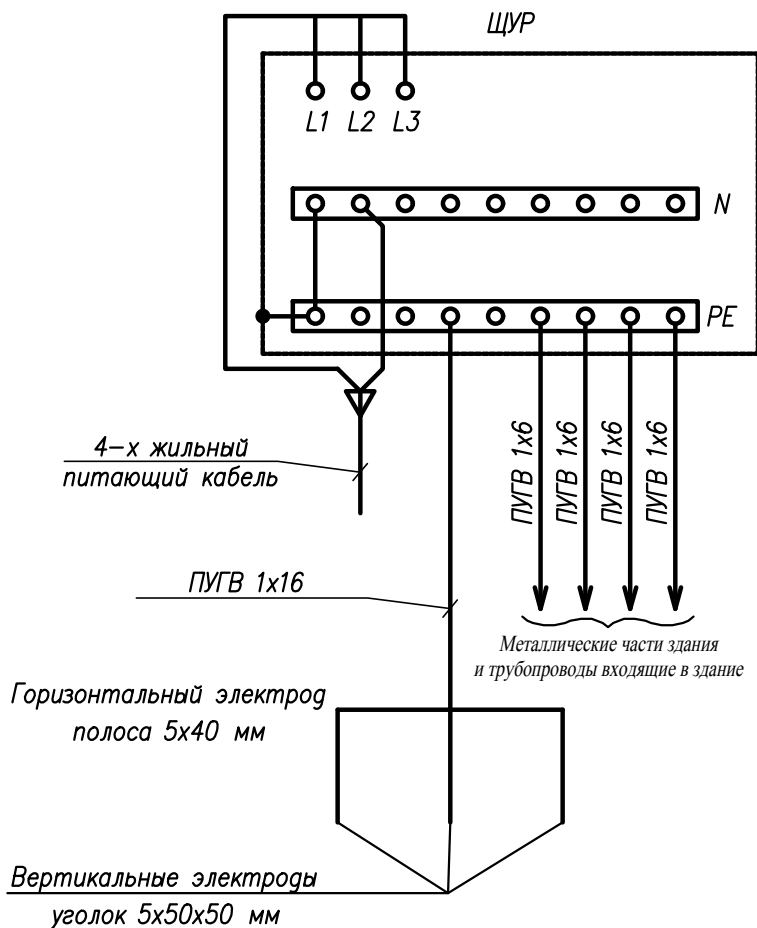 ЩУР
L1 L2 L3
N
PE
4-х жильный
питающий кабель
ПУГВ 1х6
ПУГВ 1х6
ПУГВ 1х6
ПУГВ 1х6
ПУГВ 1х16
Металлические части здания
и трубопроводы входящие в здание
Горизонтальный электрод
полоса 5х40 мм
Вертикальные электроды
уголок 5х50х50 мм